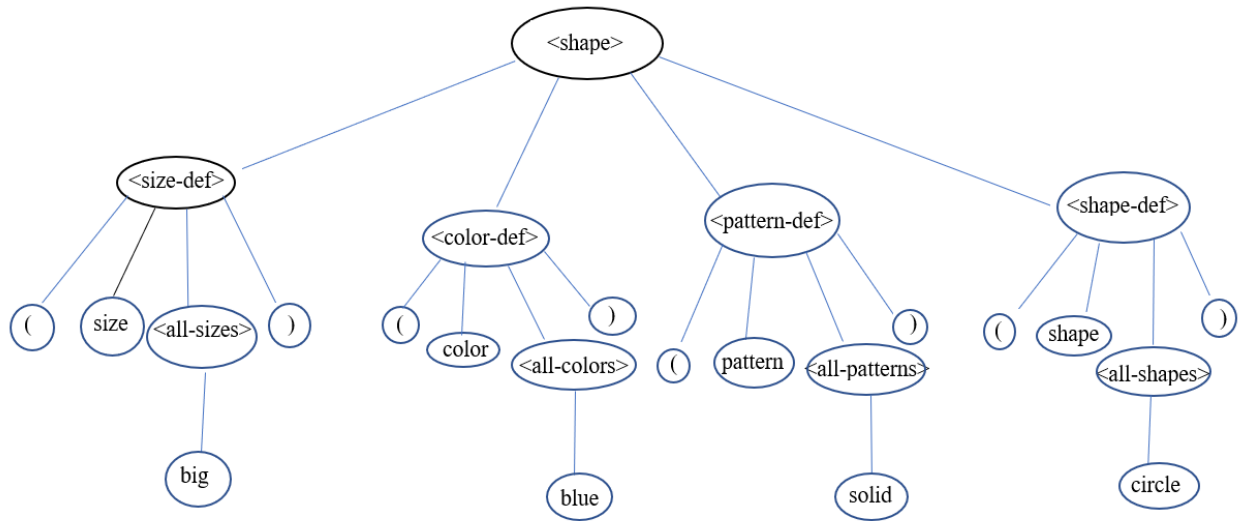 <shape>
<size-def>
<color-def>
<pattern-def>
<shape-def>
(
size
<all-sizes>
)
(
color
<all-colors>
)
(
pattern
<all-patterns>
)
(
shape
<all-shapes>
)
big
blue
solid
circle